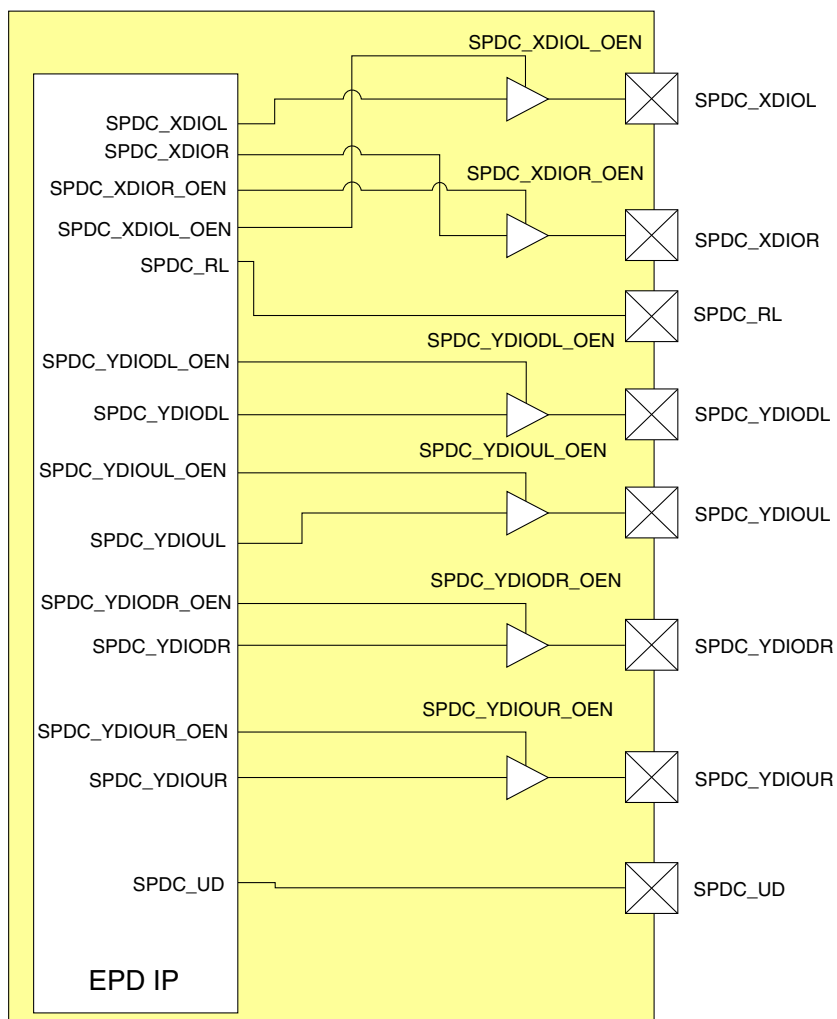 SPDC_XDIOL_OEN
SPDC_XDIOL
SPDC_XDIOL
SPDC_XDIOR
SPDC_XDIOR_OEN
SPDC_XDIOR_OEN
SPDC_XDIOL_OEN
SPDC_XDIOR
SPDC_RL
SPDC_RL
SPDC_YDIODL_OEN
SPDC_YDIODL_OEN
SPDC_YDIODL
SPDC_YDIODL
SPDC_YDIOUL_OEN
SPDC_YDIOUL_OEN
SPDC_YDIOUL
SPDC_YDIOUL
SPDC_YDIODR_OEN
SPDC_YDIODR_OEN
SPDC_YDIODR
SPDC_YDIODR
SPDC_YDIOUR_OEN
SPDC_YDIOUR_OEN
SPDC_YDIOUR
SPDC_YDIOUR
SPDC_UD
SPDC_UD
EPD IP